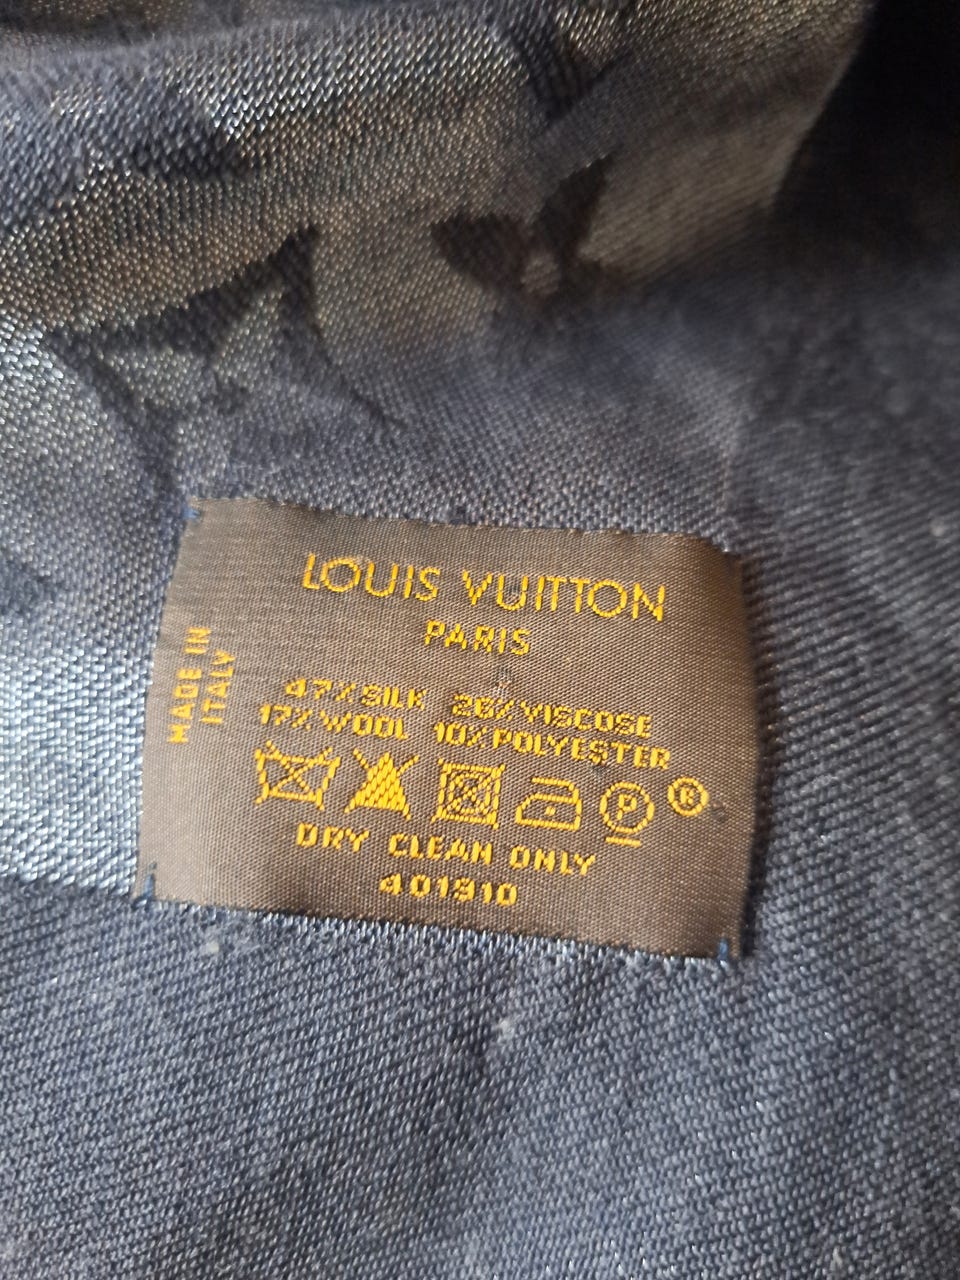 LOUIS VUITTON
PARIS
MADE IN
ITALY
47% SILK 26% VISCOSE
17% WOOL 10% POLYESTER
P ®
DRY CLEAN ONLY
401910